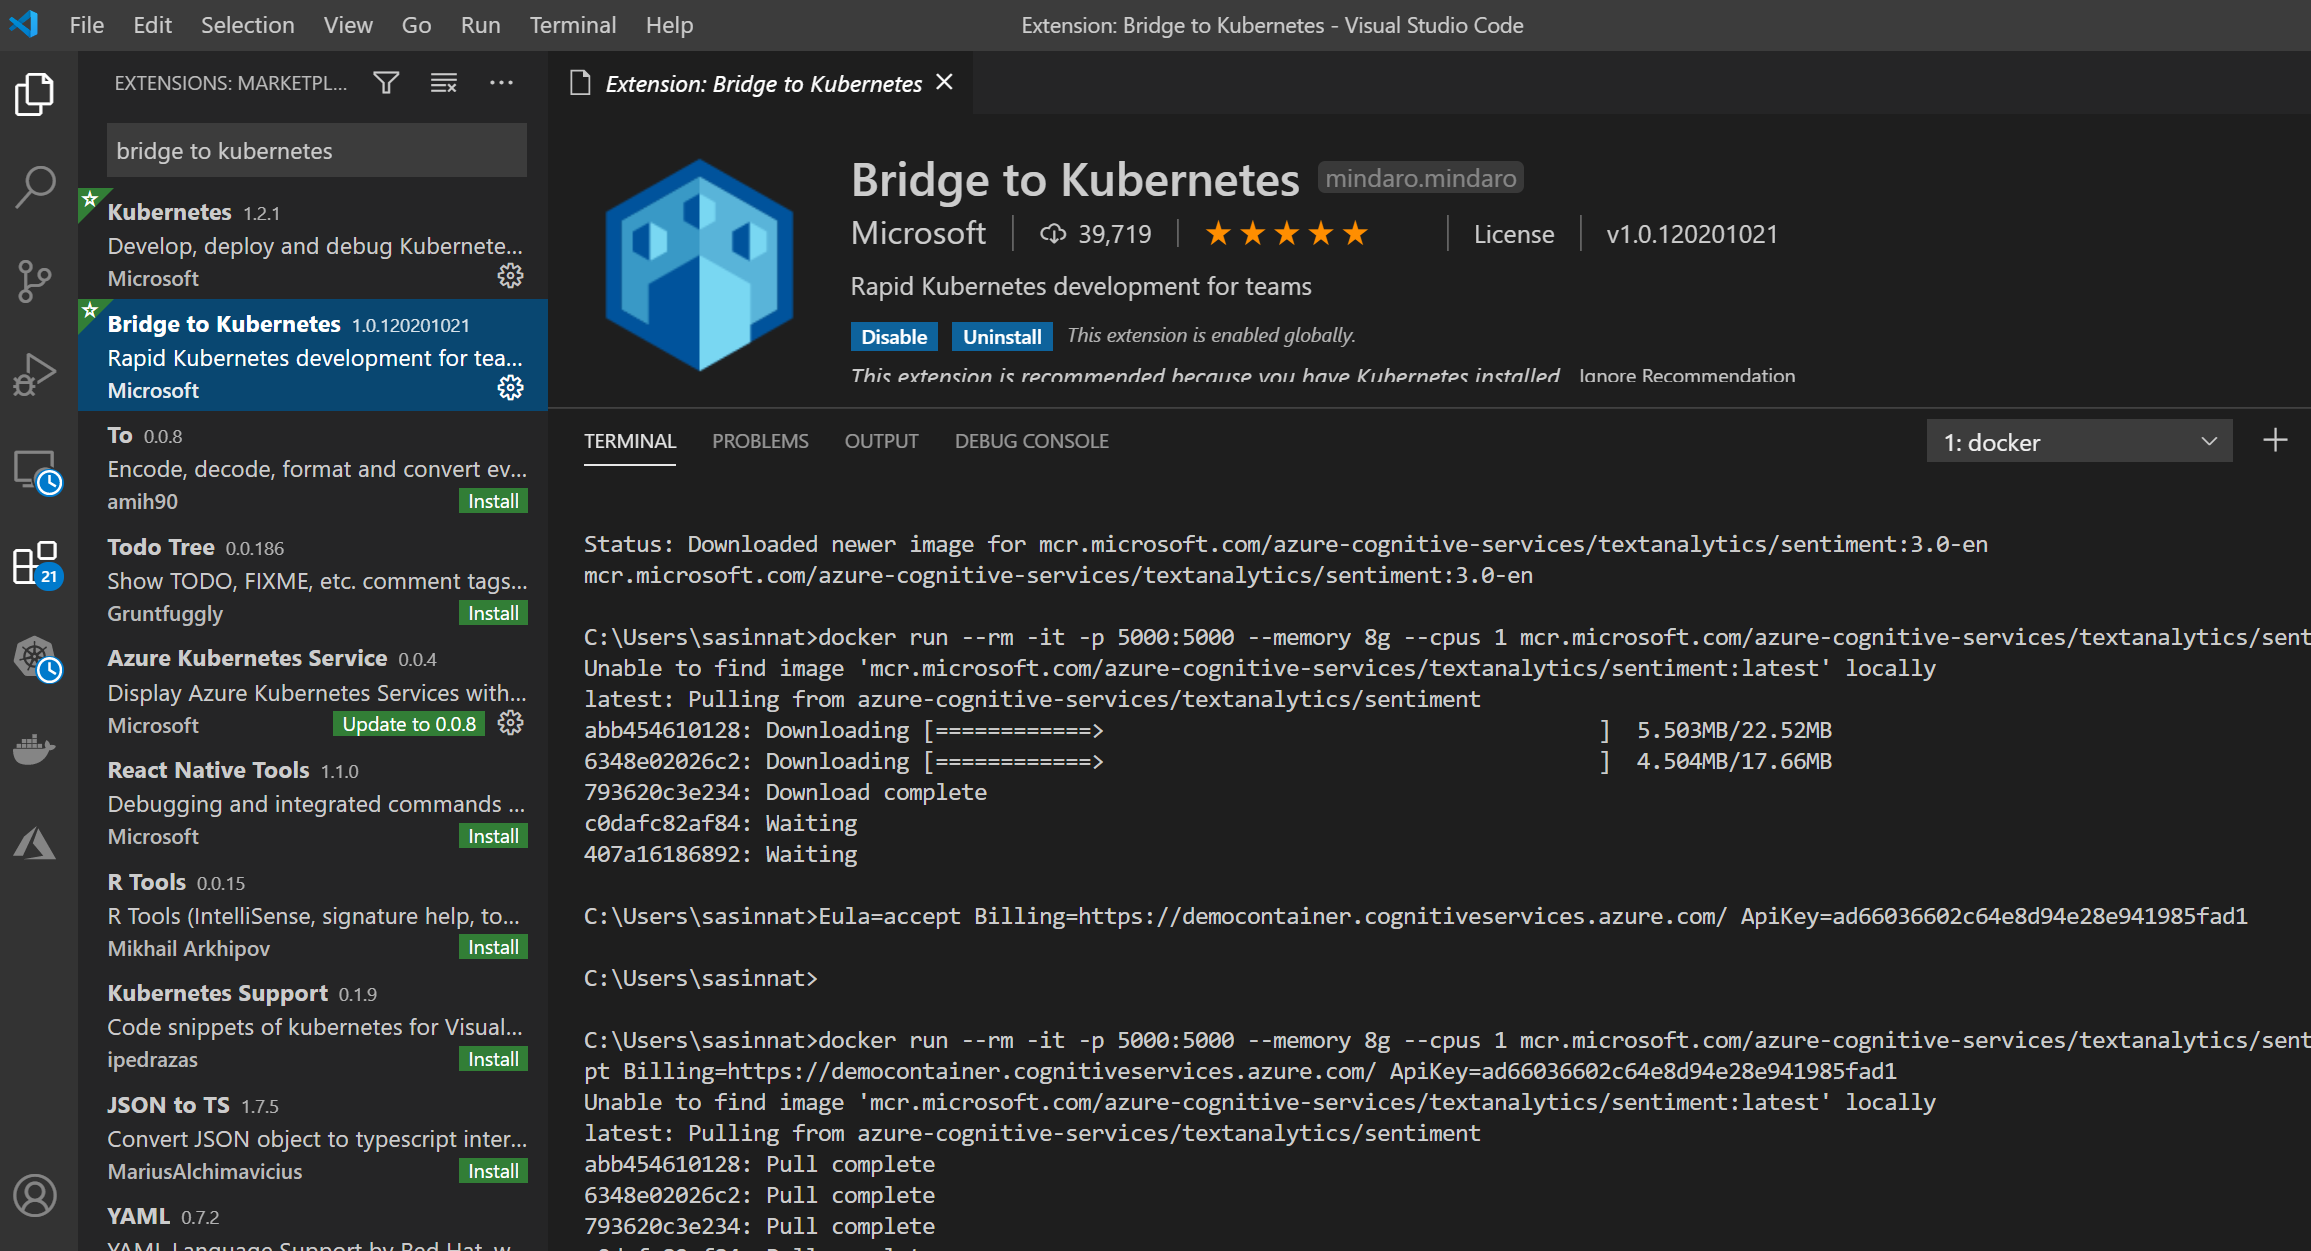 File Edit Selection View Go Run Terminal Help
Extension: Bridge to Kubernetes - Visual Studio Code
EXTENSIONS: MARKETPL...
bridge to kubernetes
Kubernetes 1.2.1
Develop, deploy and debug Kubernete...
Microsoft
Bridge to Kubernetes 1.0.120201021
Rapid Kubernetes development for tea...
Microsoft
To 0.0.8
Encode, decode, format and convert ev...
amih90 Install
Todo Tree 0.0.186
Show TODO, FIXME, etc. comment tags...
Gruntfuggly Install
Azure Kubernetes Service 0.0.4
Display Azure Kubernetes Services with...
Microsoft Update to 0.0.8
React Native Tools 1.1.0
Debugging and integrated commands ...
Microsoft Install
R Tools 0.0.15
R Tools (IntelliSense, signature help, to...
Mikhail Arkhipov Install
Kubernetes Support 0.1.9
Code snippets of kubernetes for Visual...
ipedrazas Install
JSON to TS 1.7.5
Convert JSON object to typescript inter...
MariusAlchimavicius Install
YAML 0.7.2
YAML Language Support by Red Hat, w...
21
Extension: Bridge to Kubernetes
Bridge to Kubernetes mindaro.mindaro
Microsoft 39,719 License v1.0.120201021
Rapid Kubernetes development for teams
Disable Uninstall This extension is enabled globally.
This extension is recommended because you have Kubernetes installed Ignore Recommendation
TERMINAL PROBLEMS OUTPUT DEBUG CONSOLE 1: docker
Status: Downloaded newer image for mcr.microsoft.com/azure-cognitive-services/textanalytics/sentiment:3.0-en
mcr.microsoft.com/azure-cognitive-services/textanalytics/sentiment:3.0-en
C:\Users\sasinnat>docker run --rm -it -p 5000:5000 --memory 8g --cpus 1 mcr.microsoft.com/azure-cognitive-services/textanalytics/sent
Unable to find image 'mcr.microsoft.com/azure-cognitive-services/textanalytics/sentiment:latest' locally
latest: Pulling from azure-cognitive-services/textanalytics/sentiment
abb454610128: Downloading [============> ] 5.503MB/22.52MB
6348e02026c2: Downloading [============> ] 4.504MB/17.66MB
793620c3e234: Download complete
c0dafc82af84: Waiting
407a16186892: Waiting
C:\Users\sasinnat>Eula=accept Billing=https://democontainer.cognitiveservices.azure.com/ ApiKey=ad66036602c64e8d94e28e941985fad1
C:\Users\sasinnat>
C:\Users\sasinnat>docker run --rm -it -p 5000:5000 --memory 8g --cpus 1 mcr.microsoft.com/azure-cognitive-services/textanalytics/sent
pt Billing=https://democontainer.cognitiveservices.azure.com/ ApiKey=ad66036602c64e8d94e28e941985fad1
Unable to find image 'mcr.microsoft.com/azure-cognitive-services/textanalytics/sentiment:latest' locally
latest: Pulling from azure-cognitive-services/textanalytics/sentiment
abb454610128: Pull complete
6348e02026c2: Pull complete
793620c3e234: Pull complete